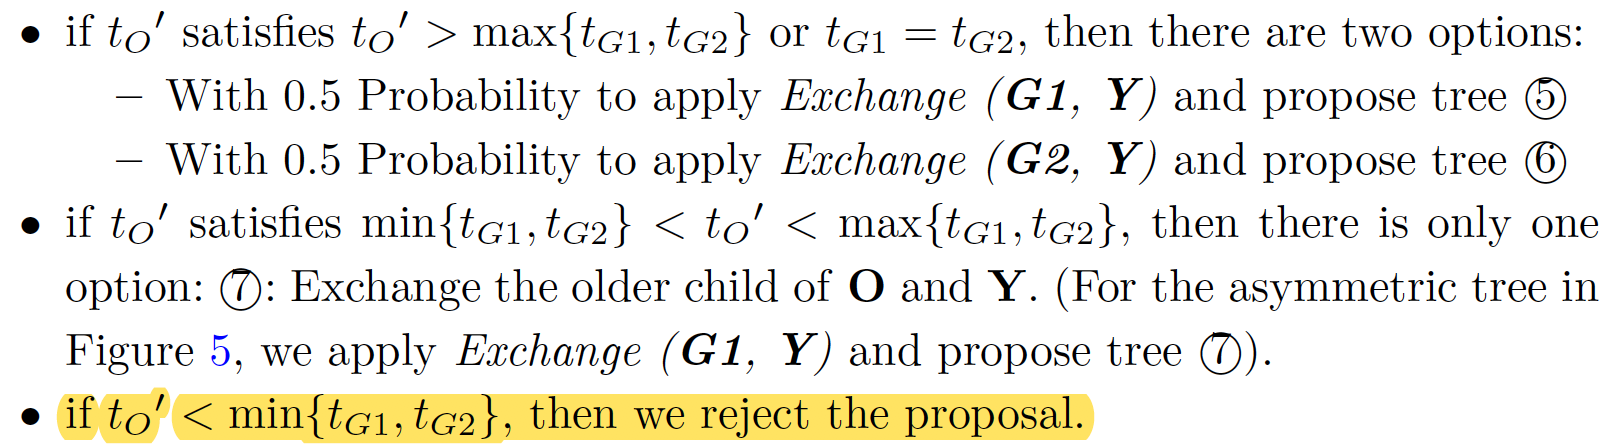 • if t_O′ satisfies t_O′ > max{t_G1, t_G2} or t_G1 = t_G2, then there are two options:
– With 0.5 Probability to apply Exchange (G1, Y) and propose tree ⑤
– With 0.5 Probability to apply Exchange (G2, Y) and propose tree ⑥
• if t_O′ satisfies min{t_G1, t_G2} < t_O′ < max{t_G1, t_G2}, then there is only one
option: ⑦: Exchange the older child of O and Y. (For the asymmetric tree in
Figure 5, we apply Exchange (G1, Y) and propose tree ⑦).
• if t_O′ < min{t_G1, t_G2}, then we reject the proposal.